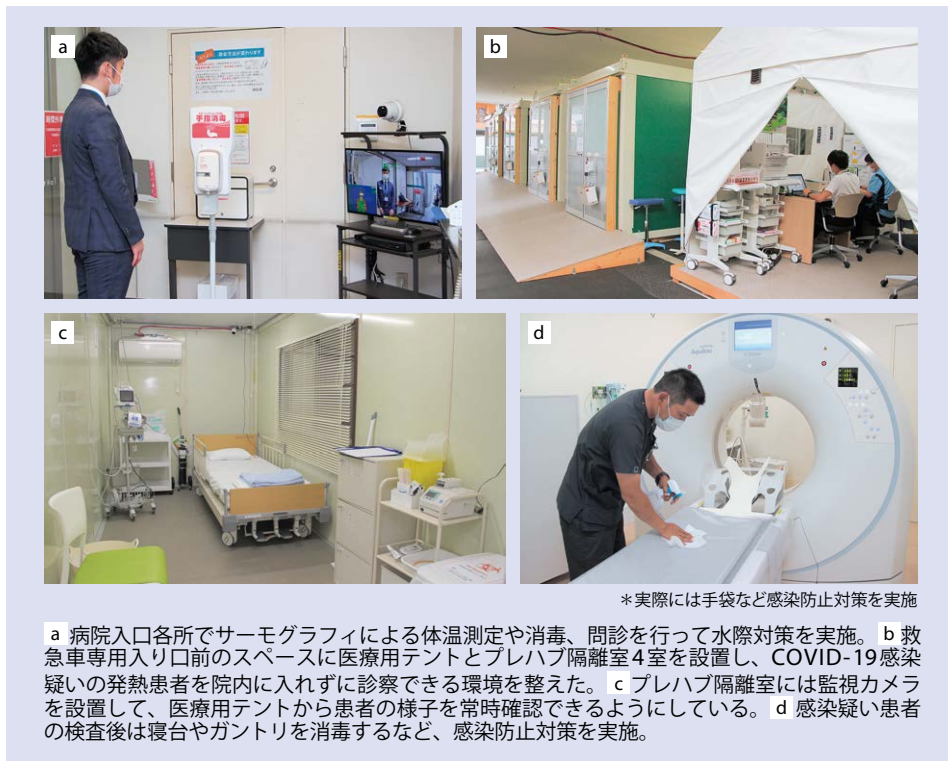 a
手指消毒
b
c
d
Aquilion
＊実際には手袋など感染防止対策を実施
a 病院入口各所でサーモグラフィによる体温測定や消毒、問診を行って水際対策を実施。 b 救
急車専用入り口前のスペースに医療用テントとプレハブ隔離室4室を設置し、COVID-19感染
疑いの発熱患者を院内に入れずに診察できる環境を整えた。 c プレハブ隔離室には監視カメラ
を設置して、医療用テントから患者の様子を常時確認できるようにしている。 d 感染疑い患者
の検査後は寝台やガントリを消毒するなど、感染防止対策を実施。